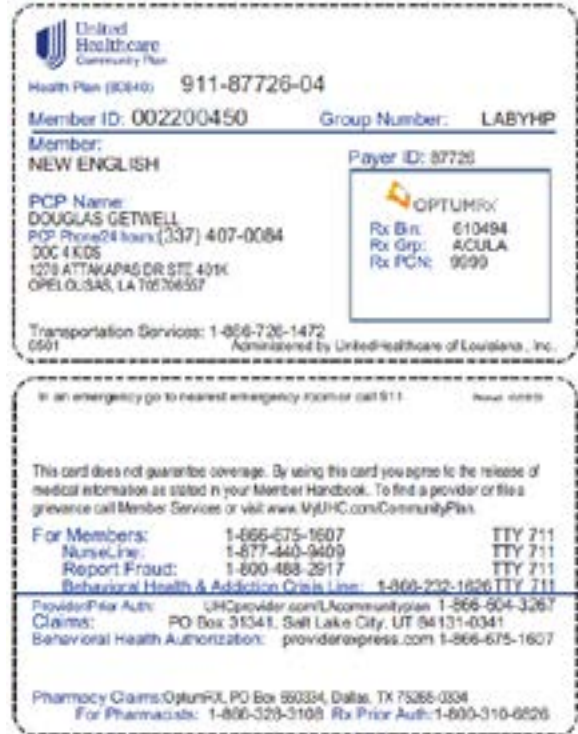 United
Healthcare
Community Plan
Health Plan (80840) 911-87726-04
Member ID: 002200450 Group Number: LABYHP
Member:
NEW ENGLISH Payer ID: 87726
PCP Name:
DOUGLAS GETWELL
PCP Phone/24 hours:(337) 407-0084
DOC 4 KIDS
1270 ATTAKAPAS DR STE 401K
OPELOUSAS, LA 705706557
OPTUMRx
Rx Bin: 610494
Rx Grp: ACULA
Rx PCN: 9999
Transportation Services: 1-866-726-1472
0501 Administered by UnitedHealthcare of Louisiana, Inc.
In an emergency go to nearest emergency room or call 911.
This card does not guarantee coverage. By using this card you agree to the release of
medical information as stated in your Member Handbook. To find a provider or file a
grievance call Member Services or visit www.MyUHC.com/CommunityPlan.
For Members: 1-866-675-1607 TTY 711
NurseLine: 1-877-440-9409 TTY 711
Report Fraud: 1-800-488-2917 TTY 711
Behavioral Health & Addiction Crisis Line: 1-866-232-1626 TTY 711
Provider/Prior Auth: UHCprovider.com/LAcommunityplan 1-866-604-3267
Claims: PO Box 31341, Salt Lake City, UT 84131-0341
Behavioral Health Authorization: providerexpress.com 1-866-675-1607
Pharmacy Claims:OptumRX, PO Box 650334, Dallas, TX 75265-0334
For Pharmacists: 1-866-328-3108 Rx Prior Auth:1-800-310-6826